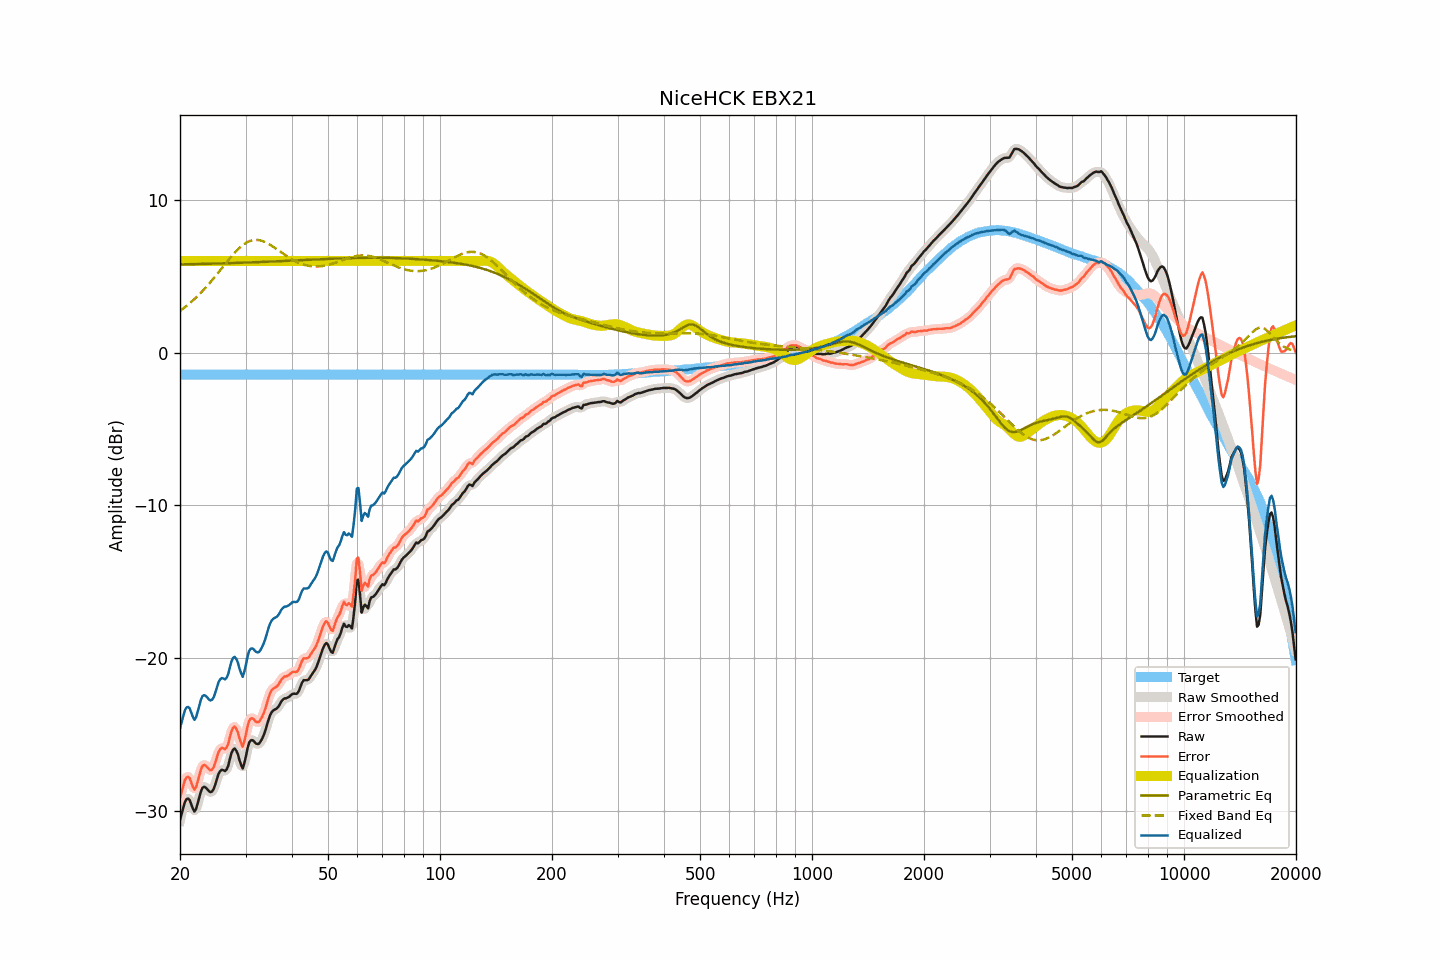 NiceHCK EBX21
Amplitude (dBr)
10
0
−10
−20
−30
20 50 100 200 500 1000 2000 5000 10000 20000
Frequency (Hz)
Target
Raw Smoothed
Error Smoothed
Raw
Error
Equalization
Parametric Eq
Fixed Band Eq
Equalized